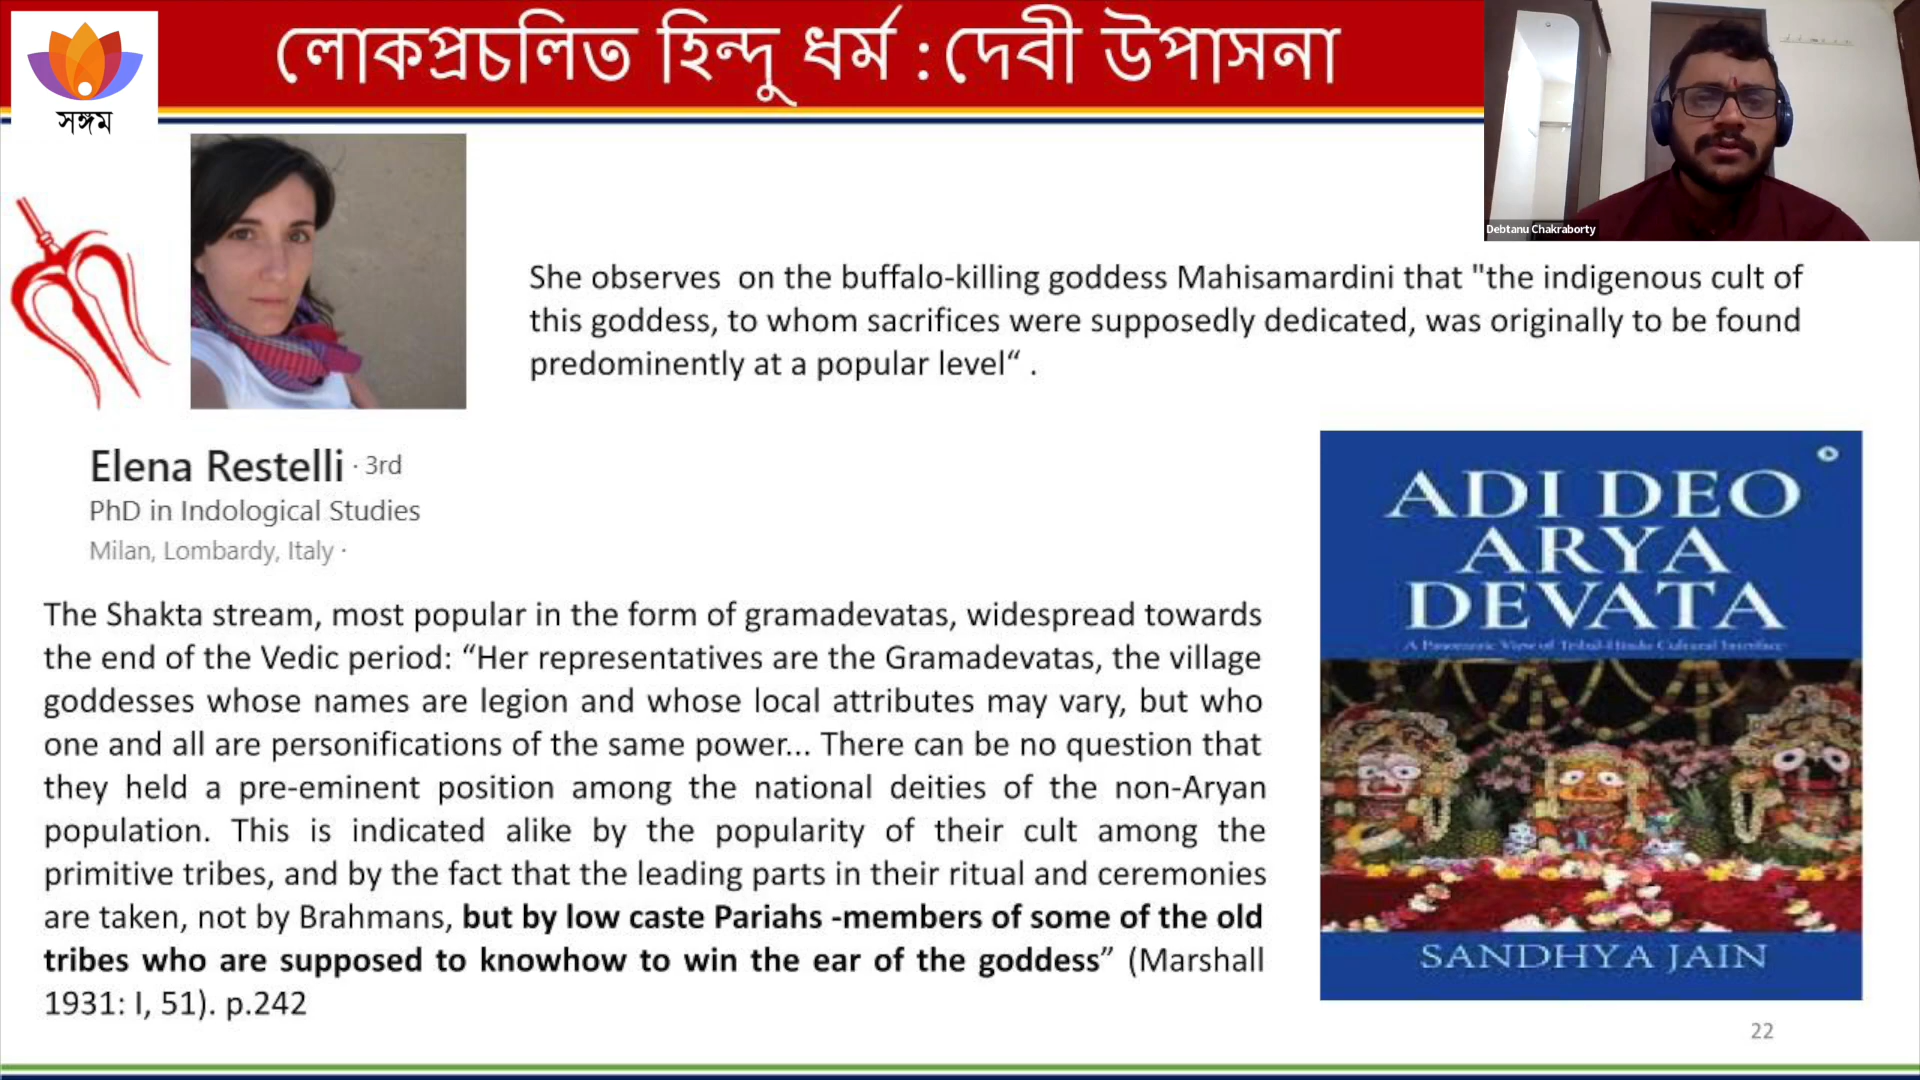 লোকপ্রচলিত হিন্দু ধর্ম : দেবী উপাসনা
সঙ্গম
Debtanu Chakraborty
She observes on the buffalo-killing goddess Mahisamardini that "the indigenous cult of
this goddess, to whom sacrifices were supposedly dedicated, was originally to be found
predominently at a popular level“ .
Elena Restelli · 3rd
PhD in Indological Studies
Milan, Lombardy, Italy ·
The Shakta stream, most popular in the form of gramadevatas, widespread towards
the end of the Vedic period: “Her representatives are the Gramadevatas, the village
goddesses whose names are legion and whose local attributes may vary, but who
one and all are personifications of the same power... There can be no question that
they held a pre-eminent position among the national deities of the non-Aryan
population. This is indicated alike by the popularity of their cult among the
primitive tribes, and by the fact that the leading parts in their ritual and ceremonies
are taken, not by Brahmans, but by low caste Pariahs -members of some of the old
tribes who are supposed to knowhow to win the ear of the goddess” (Marshall
1931: I, 51). p.242
ADI DEO
ARYA
DEVATA
A Panoramic View of Tribal-Hindu Cultural Interface
SANDHYA JAIN
22